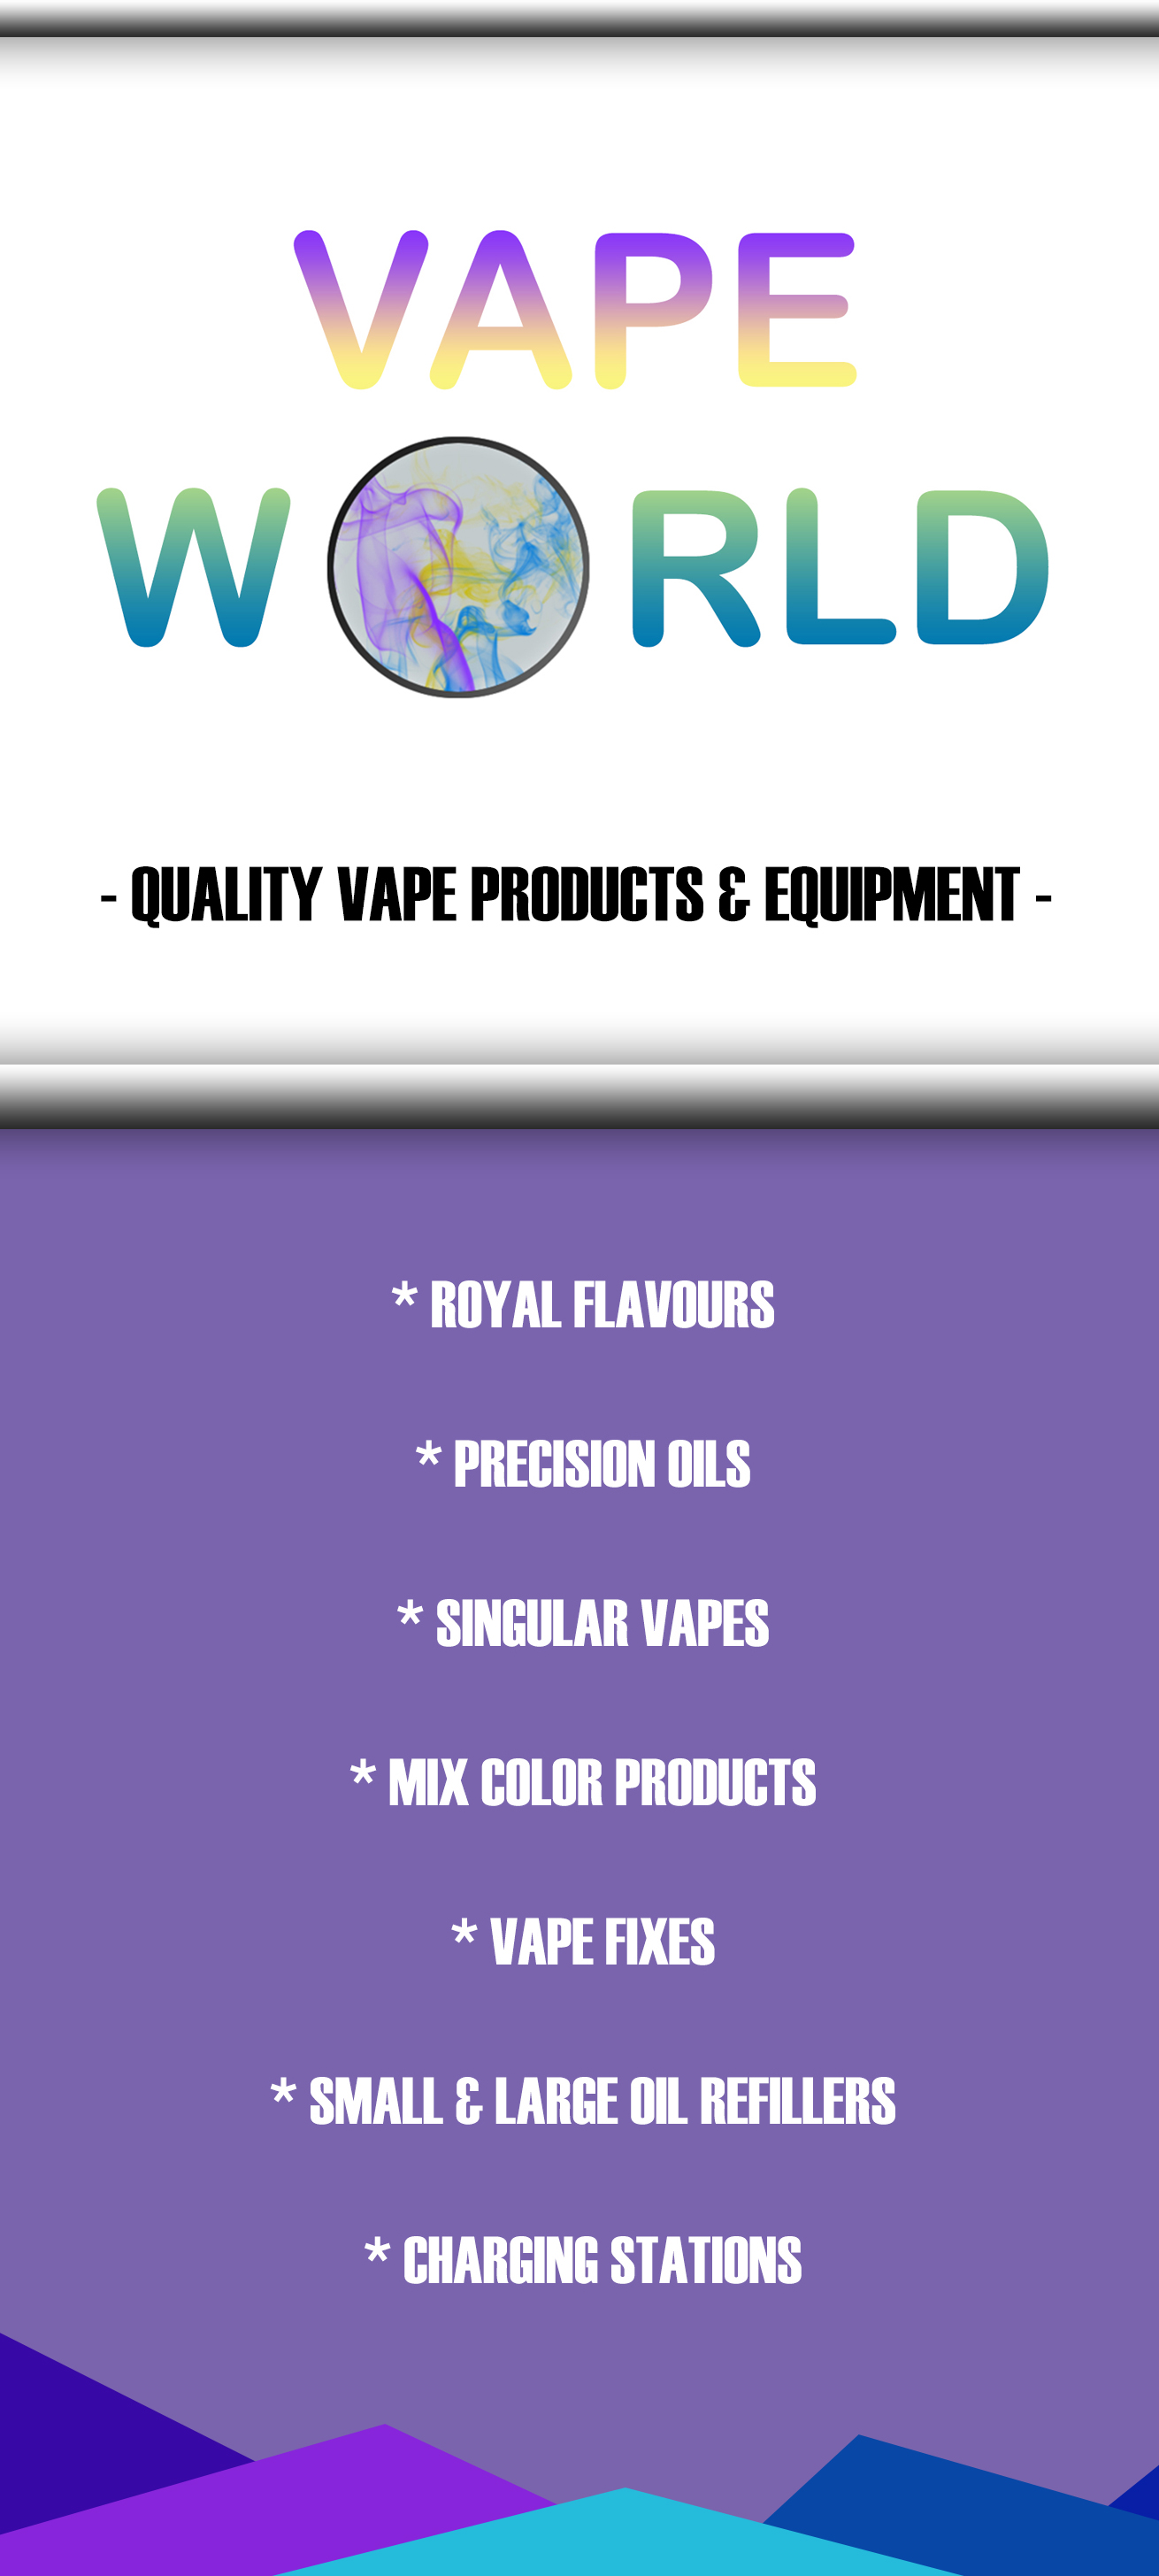 VAPE
WORLD
- QUALITY VAPE PRODUCTS & EQUIPMENT -
* ROYAL FLAVOURS
* PRECISION OILS
* SINGULAR VAPES
* MIX COLOR PRODUCTS
* VAPE FIXES
* SMALL & LARGE OIL REFILLERS
* CHARGING STATIONS